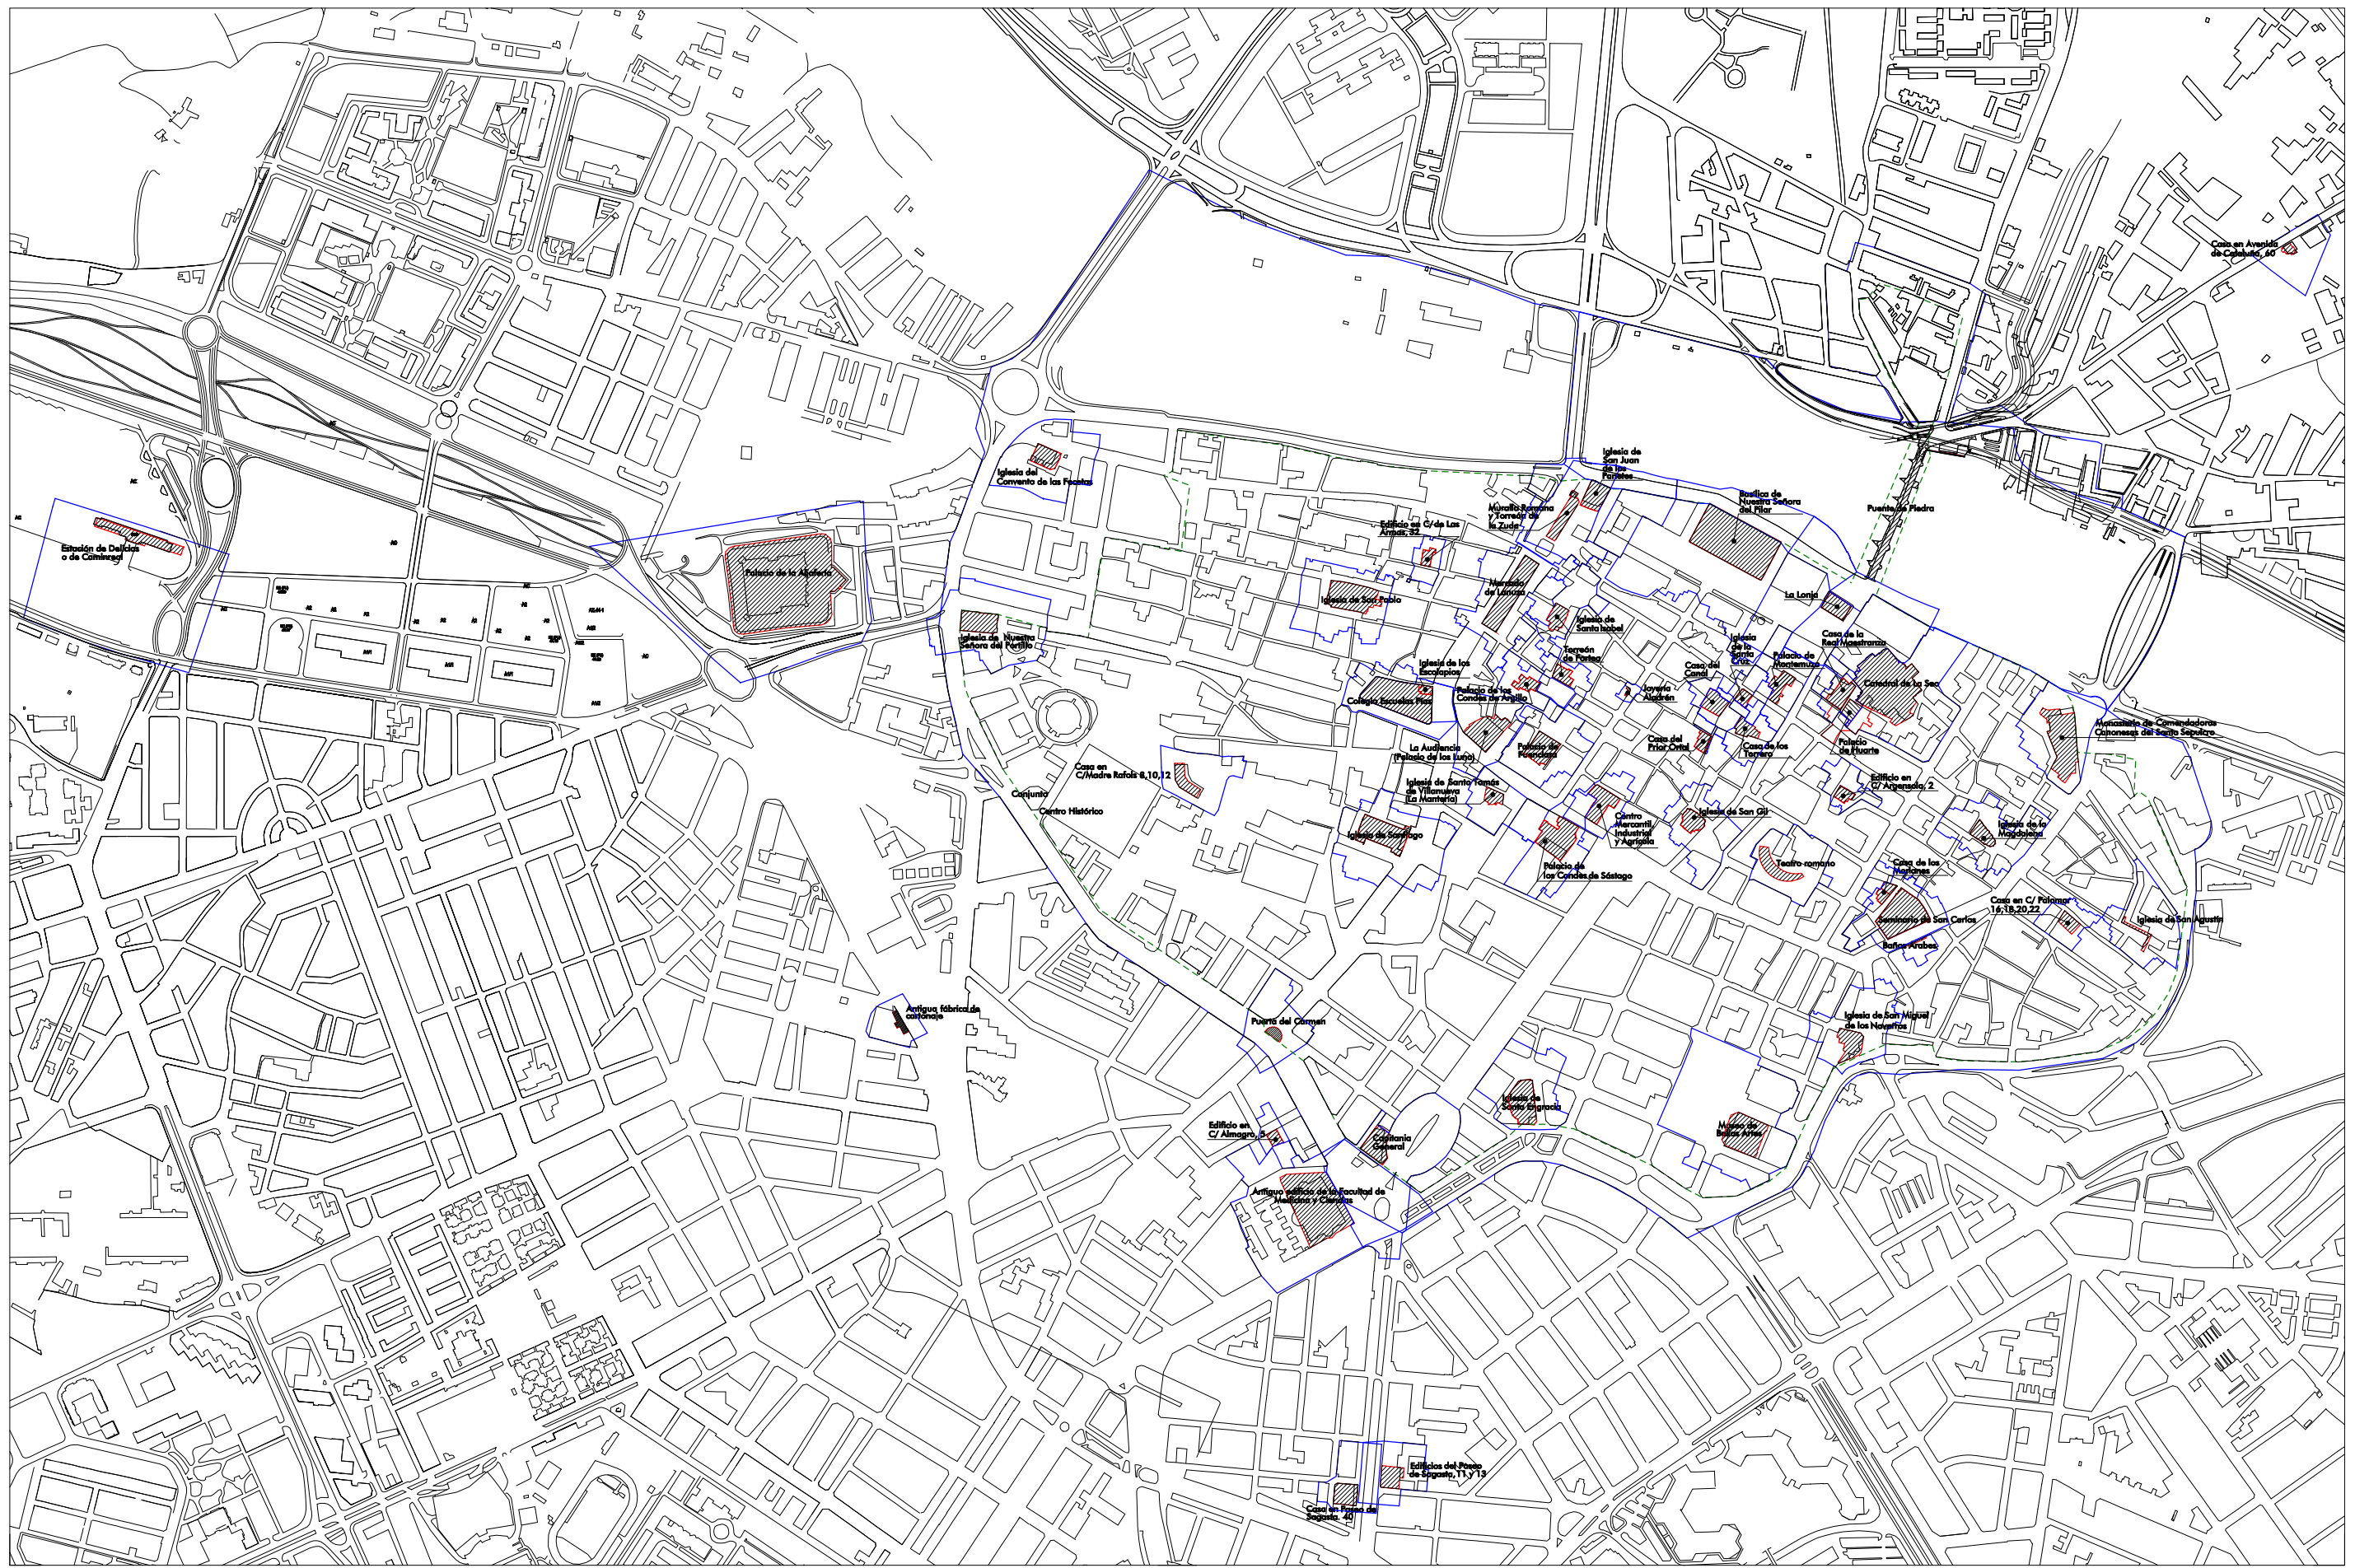 Casa en Avenida
de Cataluña, 60
Iglesia del
Convento de las Fecetas
Iglesia de
San Juan
de los
Panetes
Basílica de
Nuestra Señora
del Pilar
Muralla Romana
y Torreón de
la Zuda
Puente de Piedra
Edificio en C/de Las
Armas, 32
Estación de Delicias
o de Caminreal
Palacio de la Aljafería
Mercado
de Lanuza
La Lonja
Iglesia de San Pablo
Iglesia de
Santa Isabel
Iglesia de Nuestra
Señora del Portillo
Casa de la
Real Maestranza
Iglesia
de la
Santa
Cruz
Torreón
de Fortea
Palacio de
Montemuzo
Iglesia de los
Escolapios
Casa del
Canal
Catedral de La Seo
Palacio de los
Condes de Argillo
Joyería
Aladrén
Colegio Escuelas Pías
Monasterio de Comendadoras
Canonesas del Santo Sepulcro
La Audiencia
(Palacio de los Luna)
Palacio de
Fuenclara
Casa del
Prior Ortal
Casa de los
Torrero
Palacio
de Huarte
Casa en
C/Madre Rafols 8,10,12
Iglesia de Santo Tomás
de Villanueva
(La Mantería)
Edificio en
C/ Argensola, 2
Conjunto
Centro Histórico
Centro
Mercantil,
Industrial
y Agrícola
Iglesia de San Gil
Iglesia de la
Magdalena
Iglesia de Santiago
Palacio de
los Condes de Sástago
Teatro romano
Casa de los
Morlanes
Casa en C/ Palomar
16,18,20,22
Seminario de San Carlos
Iglesia de San Agustín
Baños Arabes
Antigua fábrica de
cartonaje
Puerta del Carmen
Iglesia de San Miguel
de los Navarros
Iglesia de
Santa Engracia
Edificio en
C/ Almagro, 5
Capitanía
General
Museo de
Bellas Artes
Antiguo edificio de la Facultad de
Medicina y Ciencias
Edificios del Paseo
de Sagasta, 11 y 13
Casa en Paseo de
Sagasta. 40